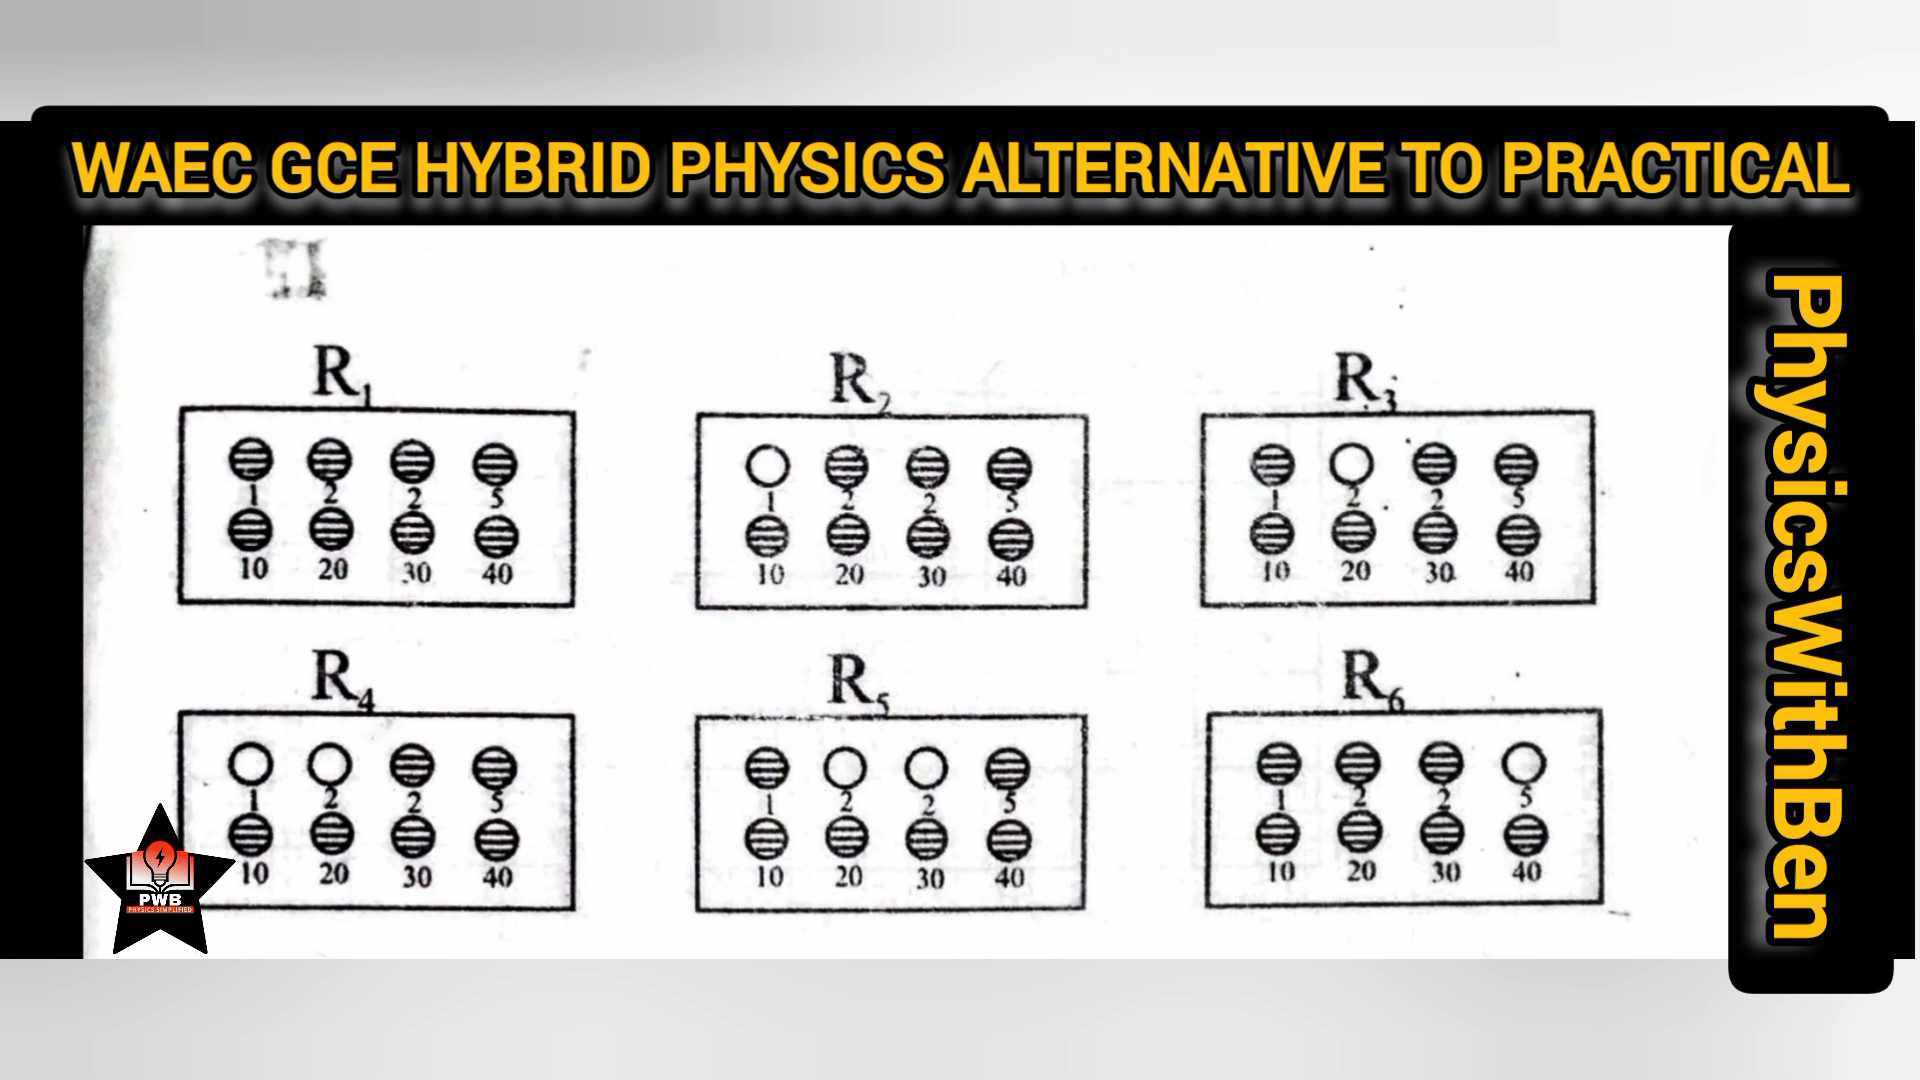 WAEC GCE HYBRID PHYSICS ALTERNATIVE TO PRACTICAL
PhysicsWithBen
R1
1 2 2 5
10 20 30 40
R2
1 2 2 5
10 20 30 40
R3
1 2 2 5
10 20 30 40
R4
1 2 2 5
10 20 30 40
R5
1 2 2 5
10 20 30 40
R6
1 2 2 5
10 20 30 40
PWB
PHYSICS SIMPLIFIED